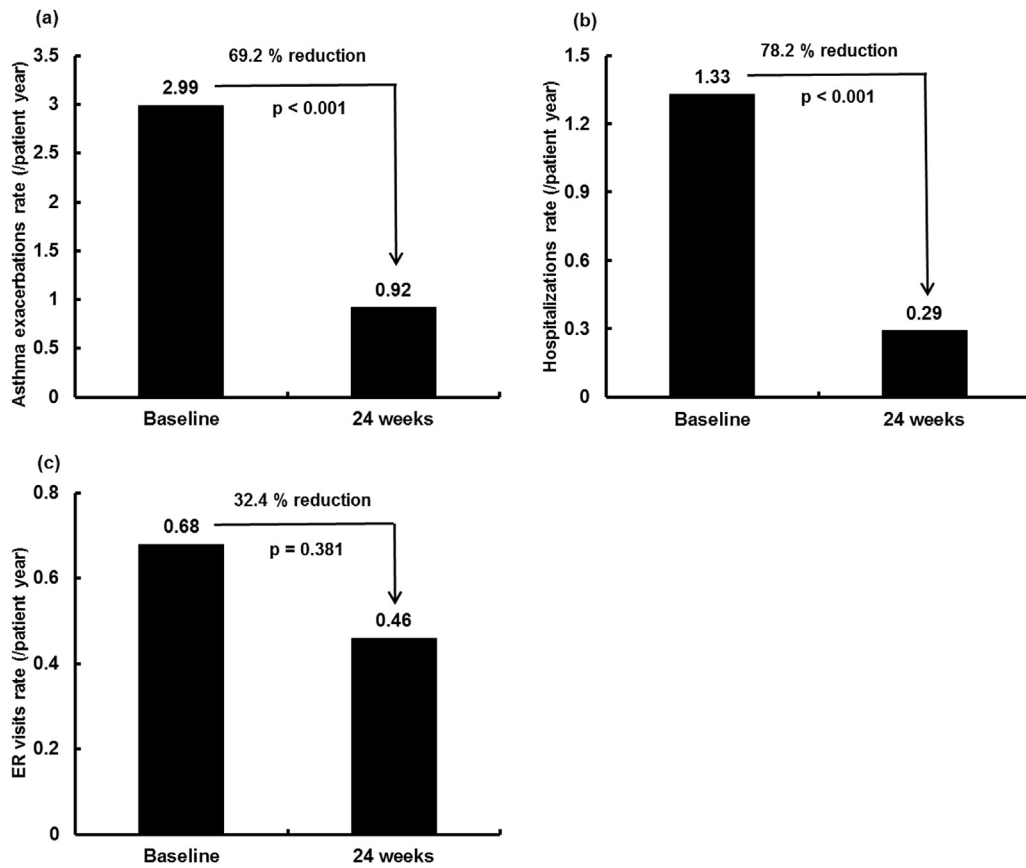 (a)
69.2 % reduction
p < 0.001
Asthma exacerbations rate (/patient year)
3.5
3
2.5
2
1.5
1
0.5
0
2.99
0.92
Baseline
24 weeks
(b)
78.2 % reduction
p < 0.001
Hospitalizations rate (/patient year)
1.5
1.2
0.9
0.6
0.3
0
1.33
0.29
Baseline
24 weeks
(c)
32.4 % reduction
p = 0.381
ER visits rate (/patient year)
0.8
0.6
0.4
0.2
0
0.68
0.46
Baseline
24 weeks